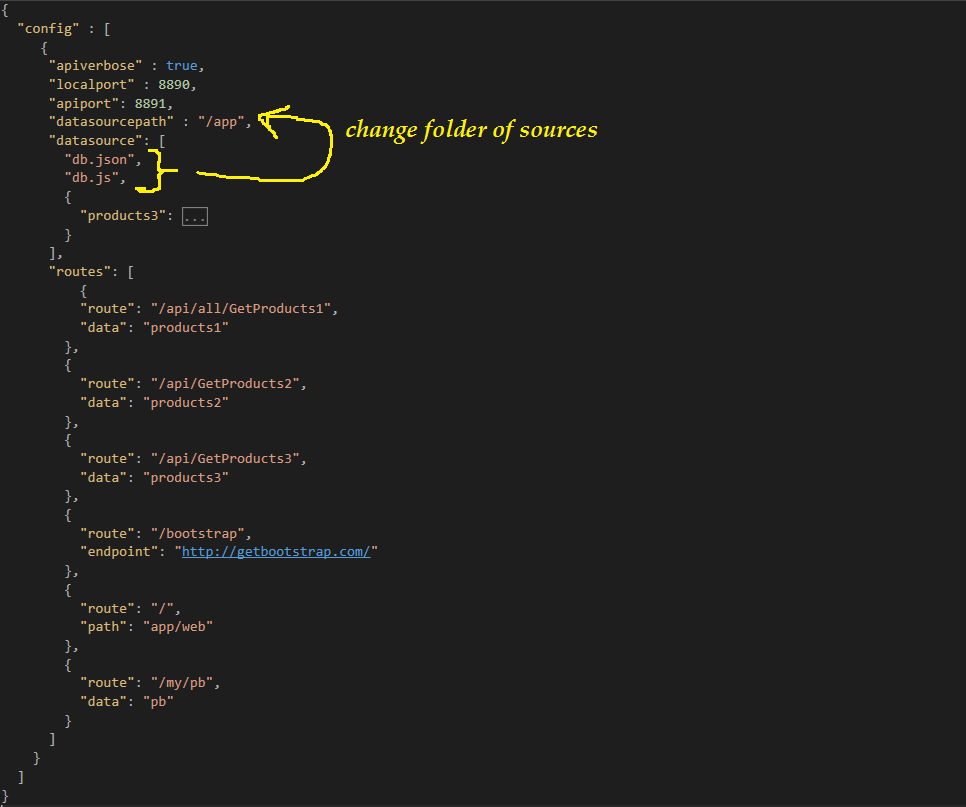 {
"config" : [
{
"apiverbose" : true,
"localport" : 8890,
"apiport": 8891,
"datasourcepath" : "/app",
change folder of sources
"datasource": [
"db.json",
"db.js",
{
"products3": ...
}
],
"routes": [
{
"route": "/api/all/GetProducts1",
"data": "products1"
},
{
"route": "/api/GetProducts2",
"data": "products2"
},
{
"route": "/api/GetProducts3",
"data": "products3"
},
{
"route": "/bootstrap",
"endpoint": "http://getbootstrap.com/"
},
{
"route": "/",
"path": "app/web"
},
{
"route": "/my/pb",
"data": "pb"
}
]
}
]
}